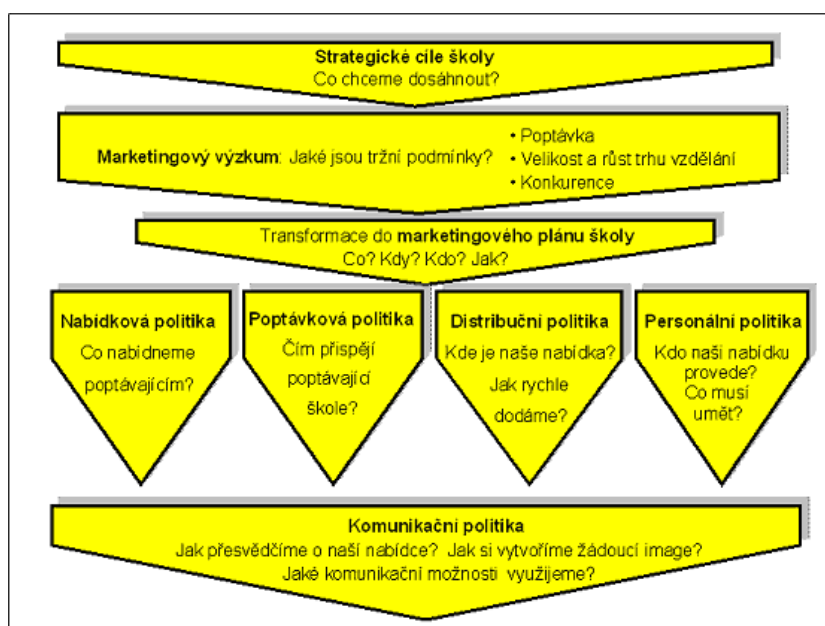 Strategické cíle školy
Co chceme dosáhnout?
Marketingový výzkum: Jaké jsou tržní podmínky?
• Poptávka
• Velikost a růst trhu vzdělání
• Konkurence
Transformace do marketingového plánu školy
Co? Kdy? Kdo? Jak?
Nabídková politika
Co nabídneme
poptávajícím?
Poptávková politika
Čím přispějí
poptávající
škole?
Distribuční politika
Kde je naše nabídka?
Jak rychle
dodáme?
Personální politika
Kdo naši nabídku
provede?
Co musí
umět?
Komunikační politika
Jak přesvědčíme o naší nabídce? Jak si vytvoříme žádoucí image?
Jaké komunikační možnosti využijeme?